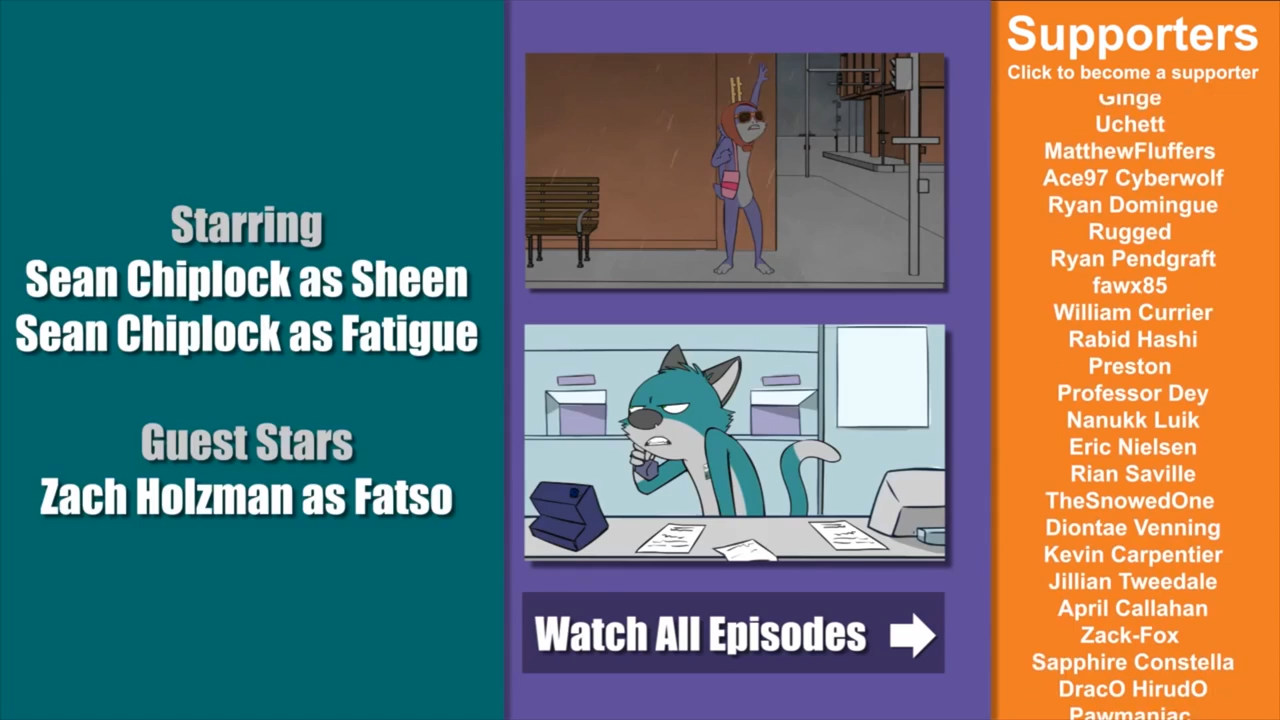 Starring
Sean Chiplock as Sheen
Sean Chiplock as Fatigue
Guest Stars
Zach Holzman as Fatso
Watch All Episodes
Supporters
Click to become a supporter
Ginge
Uchett
MatthewFluffers
Ace97 Cyberwolf
Ryan Domingue
Rugged
Ryan Pendgraft
fawx85
William Currier
Rabid Hashi
Preston
Professor Dey
Nanukk Luik
Eric Nielsen
Rian Saville
TheSnowedOne
Diontae Venning
Kevin Carpentier
Jillian Tweedale
April Callahan
Zack-Fox
Sapphire Constella
DracO HirudO
Pawmaniac